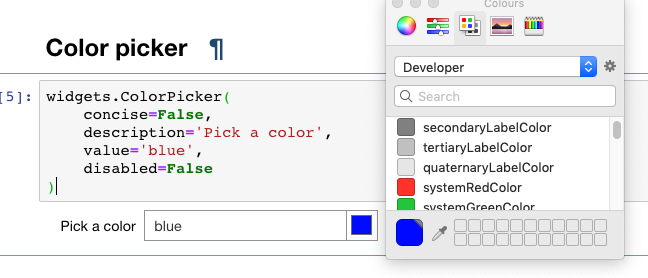 Colours
Color picker ¶
Developer
Search
[5]:
widgets.ColorPicker(
concise=False,
description='Pick a color',
value='blue',
disabled=False
)
secondaryLabelColor
tertiaryLabelColor
quaternaryLabelColor
systemRedColor
systemGreenColor
Pick a color
blue